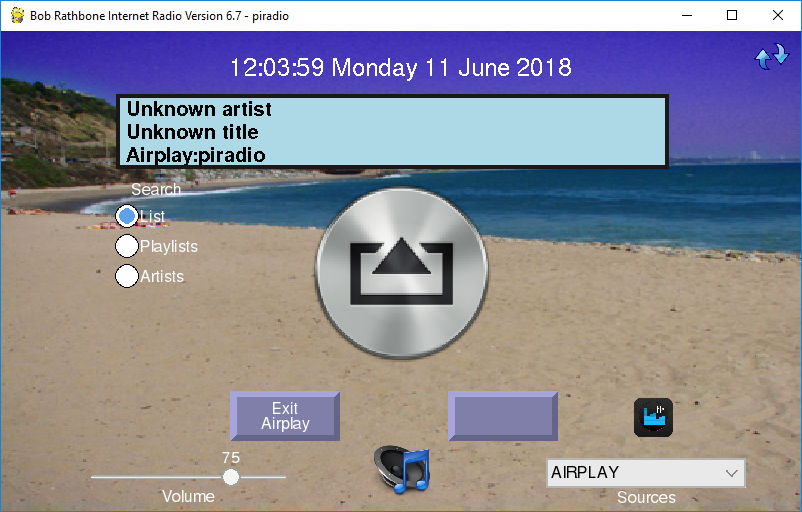 Bob Rathbone Internet Radio Version 6.7 - piradio
12:03:59 Monday 11 June 2018
Unknown artist
Unknown title
Airplay:piradio
Search
List
Playlists
Artists
Exit
Airplay
75
Volume
AIRPLAY
Sources